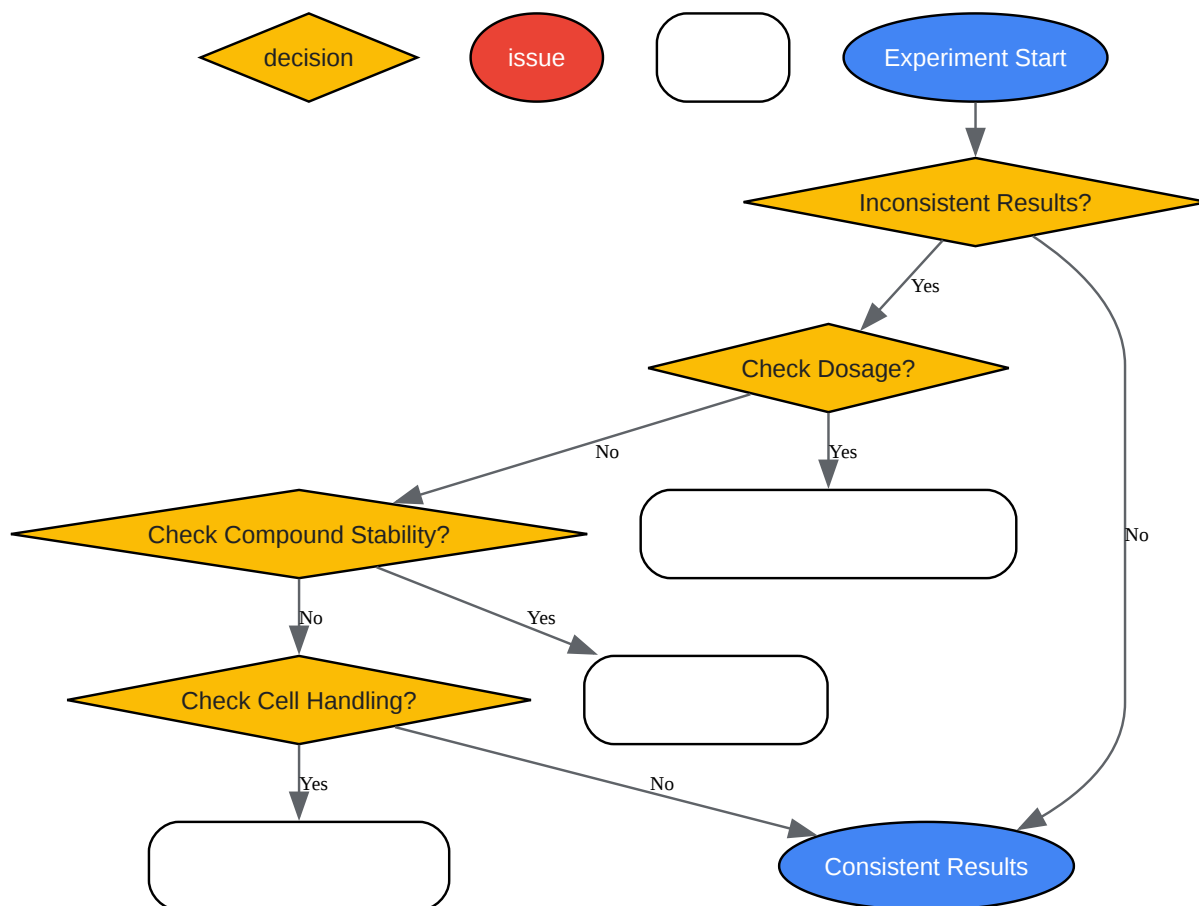 decision
issue
Experiment Start
Inconsistent Results?
Yes
Check Dosage?
No
Yes
Check Compound Stability?
No
No
Yes
Check Cell Handling?
Yes
No
Consistent Results